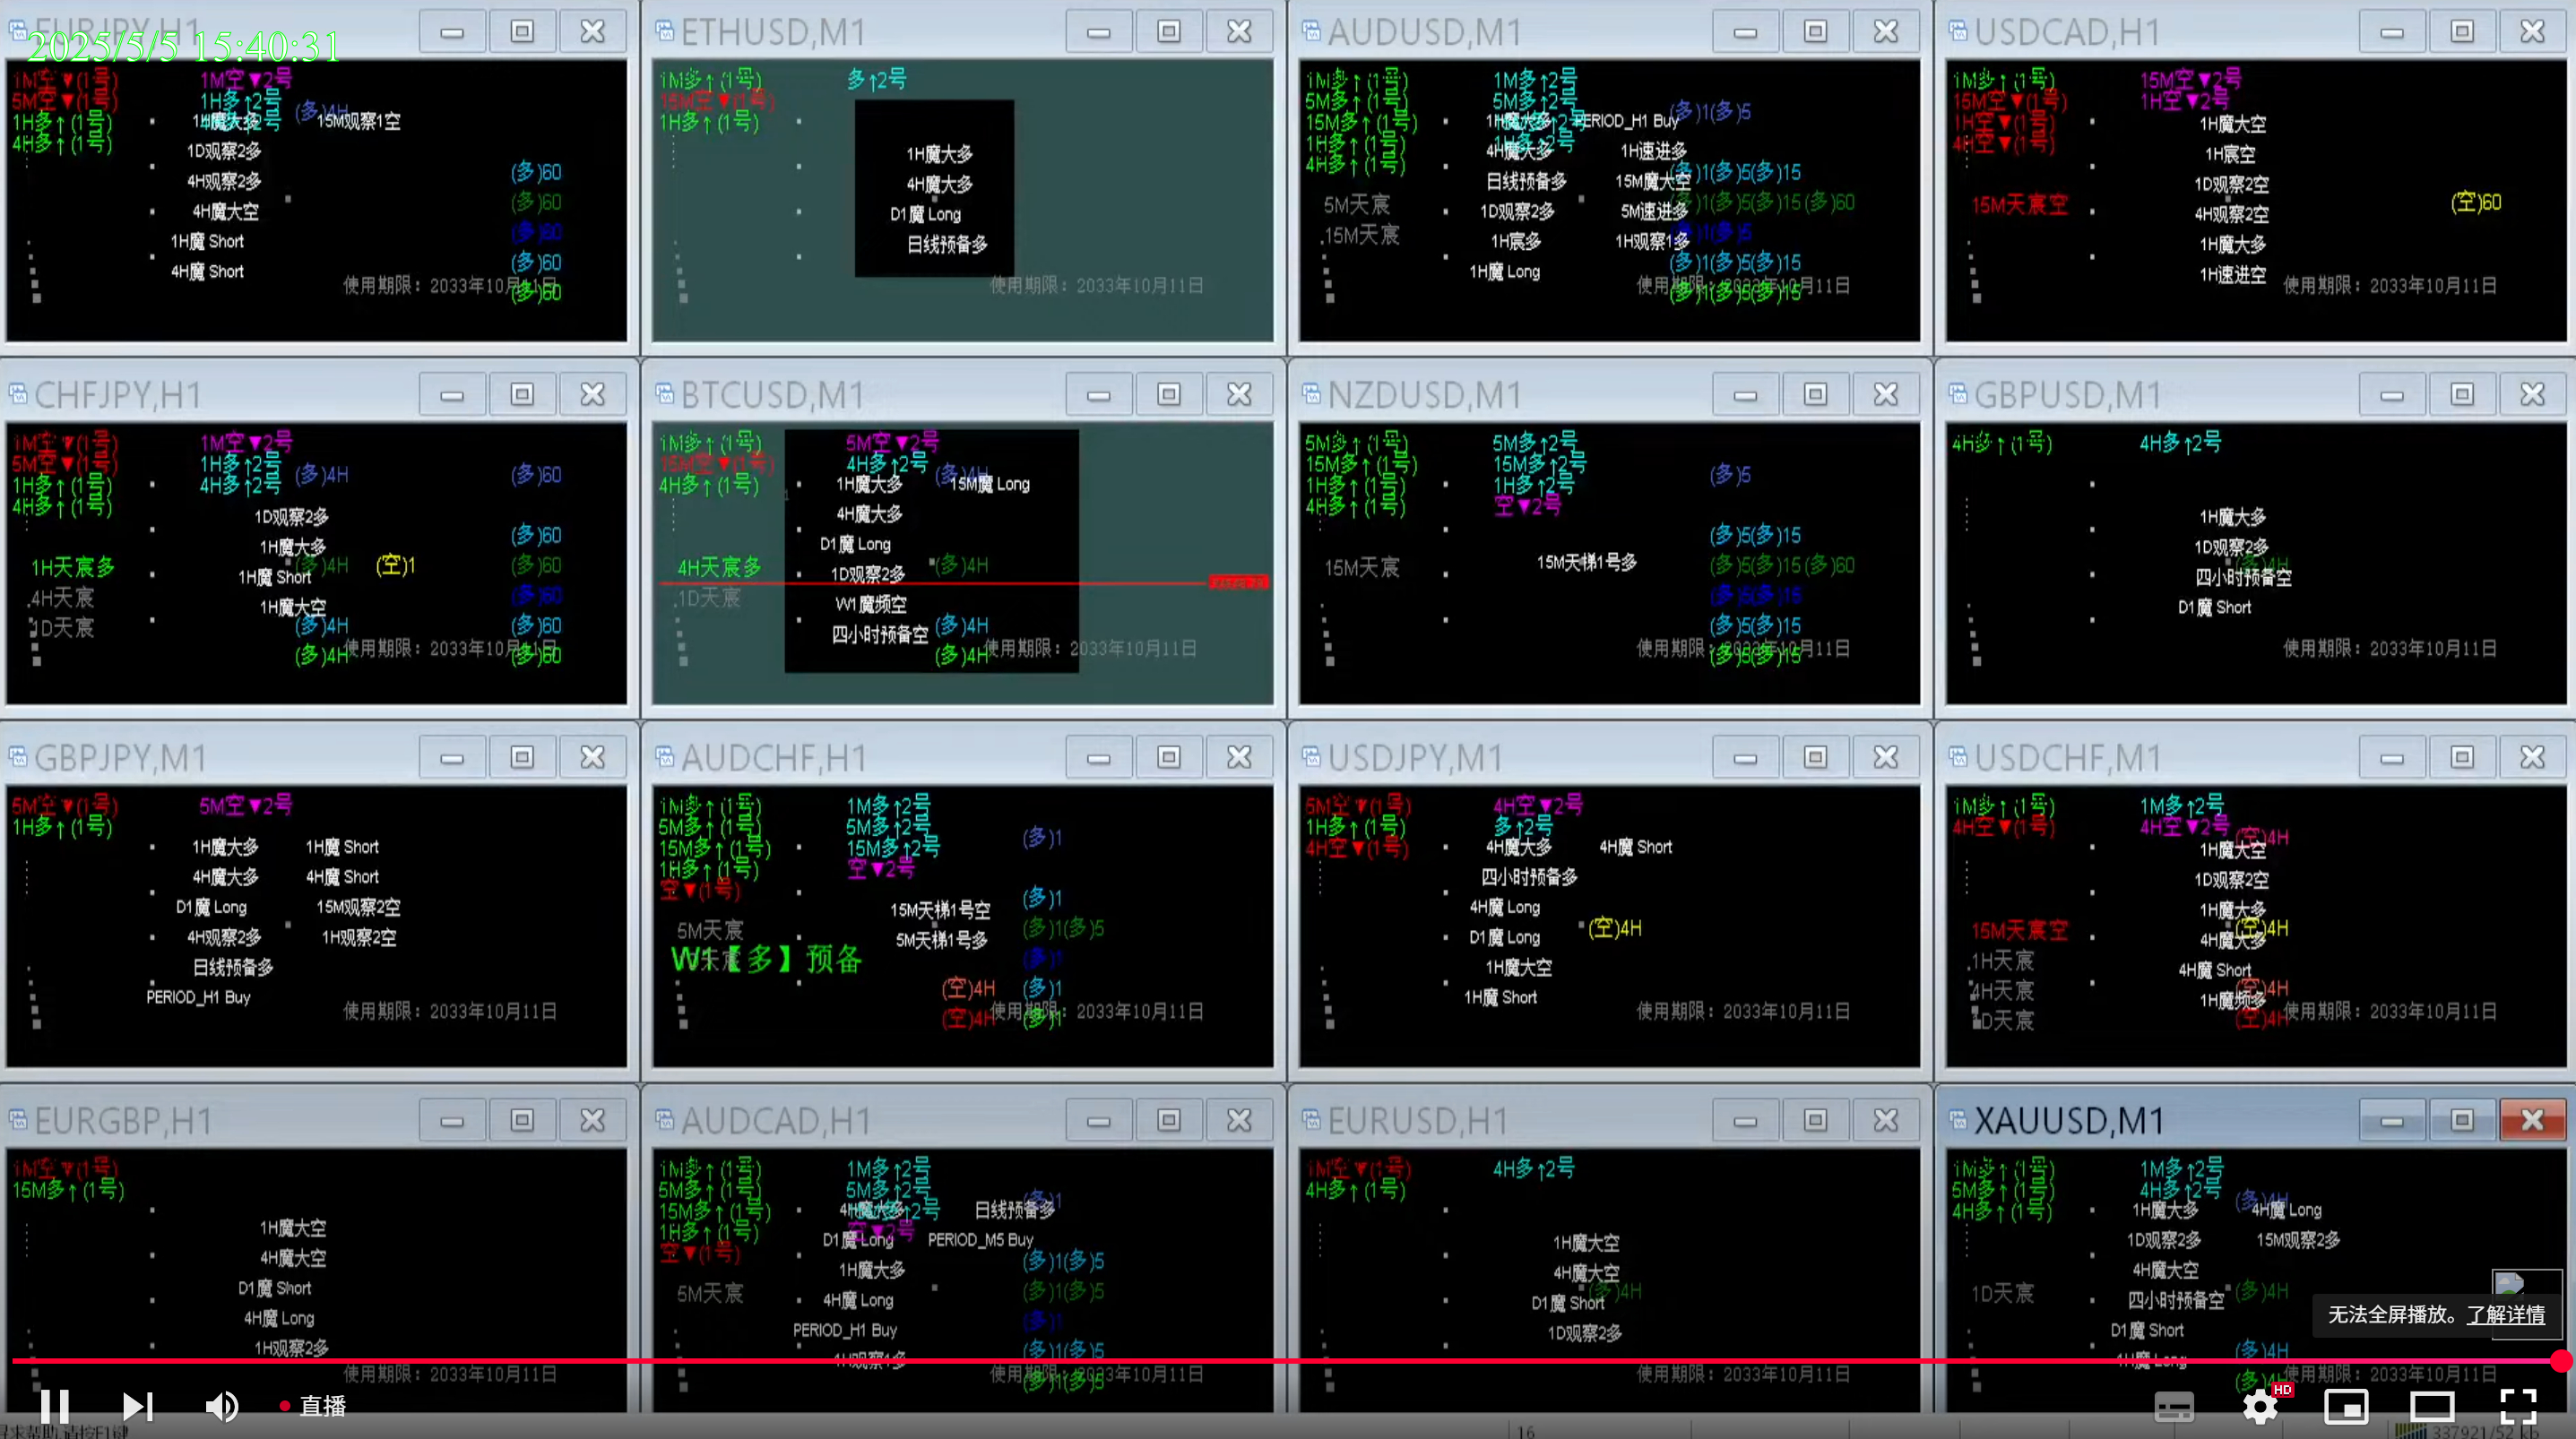 EURJPY,H1
2025/5/5 15:40:31
1M空▼(1号) 1M空▼2号
5M空▼(1号) 1H多↑2号 (多)4H
1H多↑(1号) 1H魔大多 15M观察1空
4H多↑(1号)
1D观察2多
4H观察2多 (多)60
4H魔大空 (多)60
1H魔 Short (多)60
4H魔 Short (多)60
使用期限：2033年10月11日
(多)60
ETHUSD,M1
1M多↑(1号) 多↑2号
15M空▼(1号)
1H多↑(1号)
1H魔大多
4H魔大多
D1魔 Long
日线预备多
使用期限：2033年10月11日
AUDUSD,M1
1M多↑(1号) 1M多↑2号
5M多↑(1号) 5M多↑2号 (多)1(多)5
15M多↑(1号) 1H魔大多 PERIOD_H1 Buy
1H多↑(1号) 1H多↑2号
4H多↑(1号) 4H魔大多 1H速进多
日线预备多 15M魔大空 (多)1(多)5(多)15
5M天宸 1D观察2多 5M速进多 (多)1(多)5(多)15(多)60
15M天宸 1H宸多 1H观察1多 (多)1(多)5
1H魔 Long (多)1(多)5(多)15
使用期限：2033年10月11日
(多)1(多)5(多)15
USDCAD,H1
1M多↑(1号) 15M空▼2号
15M空▼(1号) 1H空▼2号
1H空▼(1号) 1H魔大空
4H空▼(1号) 1H宸空
1D观察2空
15M天宸空 4H观察2空 (空)60
1H魔大多
1H速进空
使用期限：2033年10月11日
CHFJPY,H1
1M空▼(1号) 1M空▼2号
5M空▼(1号) 1H多↑2号 (多)4H (多)60
1H多↑(1号) 4H多↑2号
4H多↑(1号) 1D观察2多
1H魔大多 (多)60
1H天宸多 (多)4H (空)1 (多)60
1H魔 Short
4H天宸 1H魔大空 (多)60
1D天宸 (多)4H (多)60
使用期限：2033年10月11日
(多)4H (多)60
BTCUSD,M1
1M多↑(1号) 5M空▼2号
15M空▼(1号) 4H多↑2号 (多)4H
4H多↑(1号) 1H魔大多 15M魔 Long
4H魔大多
D1魔 Long
4H天宸多 1D观察2多 (多)4H
1D天宸 W1魔频空
四小时预备空 (多)4H
(多)4H
使用期限：2033年10月11日
NZDUSD,M1
5M多↑(1号) 5M多↑2号
15M多↑(1号) 15M多↑2号 (多)5
1H多↑(1号) 1H多↑2号
4H多↑(1号) 空▼2号
(多)5(多)15
15M天宸 15M天梯1号多 (多)5(多)15(多)60
(多)5(多)15
(多)5(多)15
使用期限：2033年10月11日
(多)5(多)15
GBPUSD,M1
4H多↑(1号) 4H多↑2号
1H魔大多
1D观察2多
(多)4H
四小时预备空
D1魔 Short
使用期限：2033年10月11日
GBPJPY,M1
5M空▼(1号) 5M空▼2号
1H多↑(1号)
1H魔大多 1H魔 Short
4H魔大多 4H魔 Short
D1魔 Long 15M观察2空
4H观察2多 1H观察2空
日线预备多
PERIOD_H1 Buy
使用期限：2033年10月11日
AUDCHF,H1
1M多↑(1号) 1M多↑2号
5M多↑(1号) 5M多↑2号 (多)1
15M多↑(1号) 15M多↑2号
1H多↑(1号) 空▼2号
空▼(1号)
15M天梯1号空 (多)1
5M天宸 5M天梯1号多 (多)1(多)5
W1【多】预备 (多)1
(空)4H (多)1
(空)4H (多)1
使用期限：2033年10月11日
USDJPY,M1
5M空▼(1号) 4H空▼2号
1H多↑(1号) 多↑2号
4H空▼(1号) 4H魔大多 4H魔 Short
四小时预备多
4H魔 Long
D1魔 Long (空)4H
1H魔大空
1H魔 Short
使用期限：2033年10月11日
USDCHF,M1
1M多↑(1号) 1M多↑2号
4H空▼(1号) 4H空▼2号 (空)4H
1H魔大空
1D观察2空
1H魔大多
15M天宸空 (空)4H
4H魔大多
1H天宸 4H魔 Short
4H天宸 (空)4H
1H魔频多
1D天宸 (空)4H
使用期限：2033年10月11日
EURGBP,H1
1M空▼(1号)
15M多↑(1号)
1H魔大空
4H魔大空
D1魔 Short
4H魔 Long
1H观察2多
使用期限：2033年10月11日
AUDCAD,H1
1M多↑(1号) 1M多↑2号
5M多↑(1号) 5M多↑2号 (多)1
15M多↑(1号) 4H魔大多 日线预备多
1H多↑(1号) 空▼2号
D1魔 Long PERIOD_M5 Buy
空▼(1号) 1H魔大多 (多)1(多)5
5M天宸 4H魔 Long (多)1(多)5
PERIOD_H1 Buy (多)1
1H观察1多 (多)1(多)5
使用期限：2033年10月11日
(多)1(多)5
EURUSD,H1
1M空▼(1号) 4H多↑2号
4H多↑(1号)
1H魔大空
4H魔大空
(多)4H
D1魔 Short
1D观察2多
使用期限：2033年10月11日
XAUUSD,M1
1M多↑(1号) 1M多↑2号
5M多↑(1号) 4H多↑2号 (多)4H
4H多↑(1号) 1H魔大多 4H魔 Long
1D观察2多 15M观察2多
4H魔大空
1D天宸 四小时预备空 (多)4H
D1魔 Short
1H魔 Long (多)4H
使用期限：2033年10月11日
无法全屏播放。了解详情
直播
HD
16
337921/52 kb